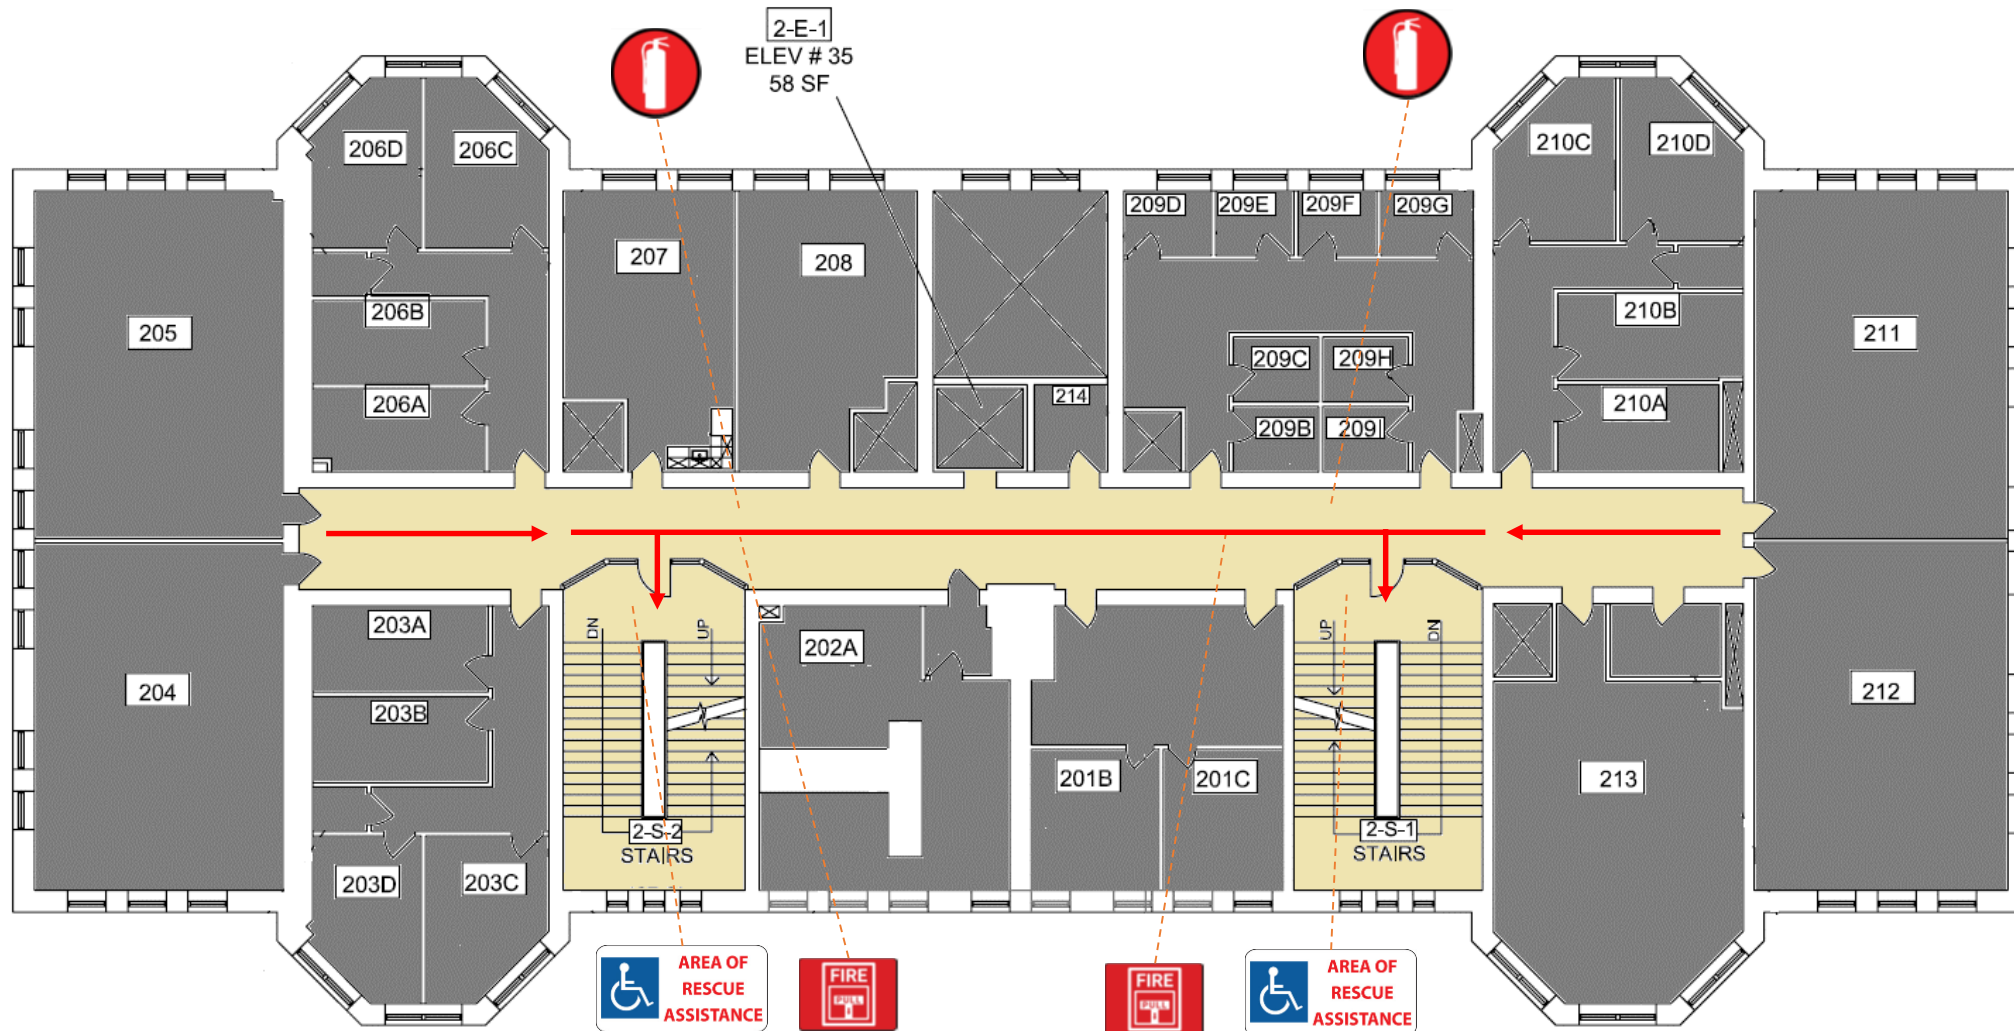 2-E-1
ELEV # 35
58 SF
206D
206C
210C
210D
209D
209E
209F
209G
207
208
206B
210B
205
211
209C
209H
206A
214
210A
209B
209I
203A
202A
DN
UP
UP
DN
204
212
203B
201B
201C
213
2-S-2
STAIRS
2-S-1
STAIRS
203D
203C
AREA OF
RESCUE
ASSISTANCE
FIRE
PULL
FIRE
PULL
AREA OF
RESCUE
ASSISTANCE